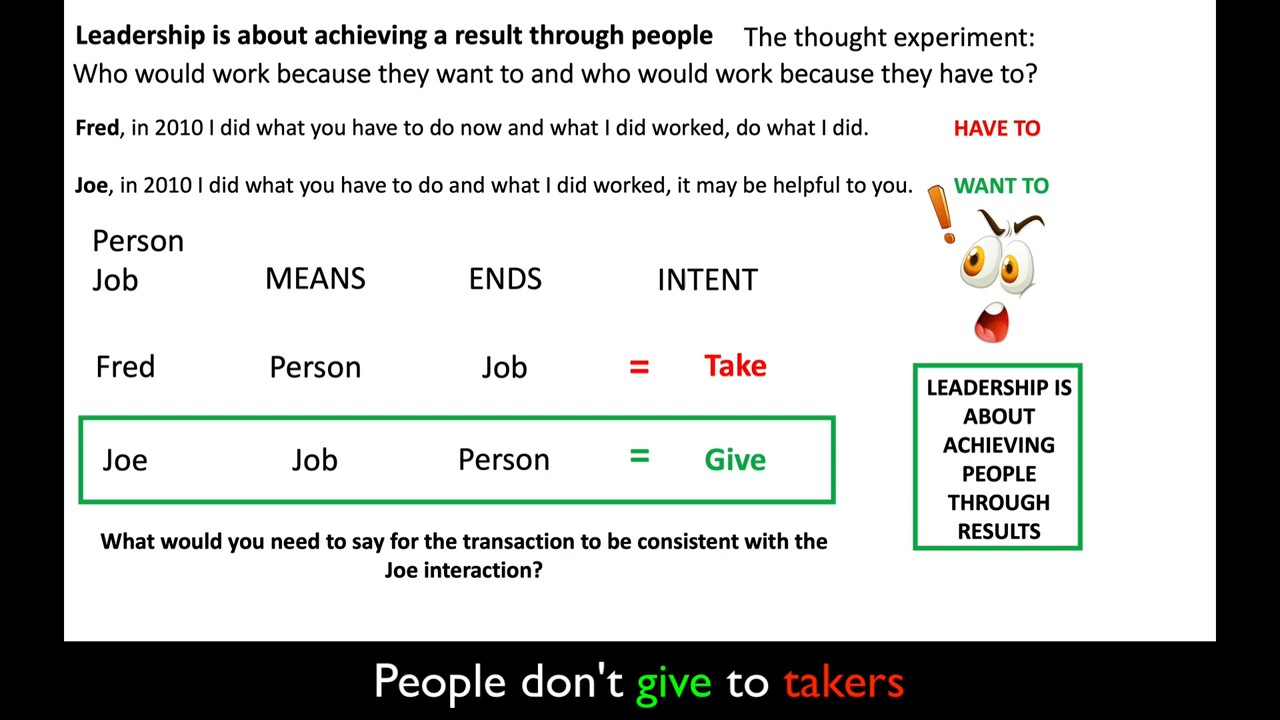 Leadership is about achieving a result through people The thought experiment:
Who would work because they want to and who would work because they have to?
Fred, in 2010 I did what you have to do now and what I did worked, do what I did. HAVE TO
Joe, in 2010 I did what you have to do and what I did worked, it may be helpful to you. WANT TO
Person
Job MEANS ENDS INTENT
Fred Person Job = Take
Joe Job Person = Give
LEADERSHIP IS
ABOUT
ACHIEVING
PEOPLE
THROUGH
RESULTS
What would you need to say for the transaction to be consistent with the
Joe interaction?
People don't give to takers